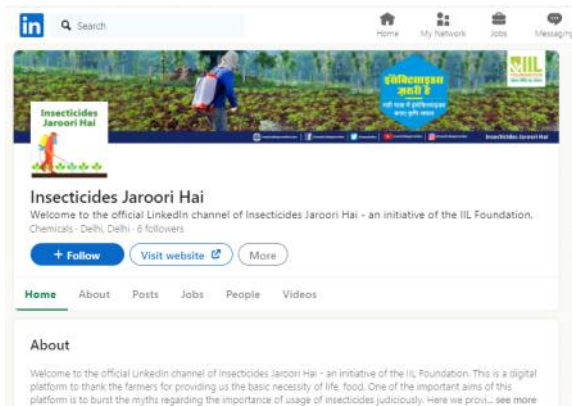 in
Search
Home
My Network
Jobs
Messaging
इंसेक्टिसाइड्स
ज़रूरी है
IIL
FOUNDATION
Insecticides
Jaroori Hai
Insecticides Jaroori Hai
Insecticides Jaroori Hai
Welcome to the official LinkedIn channel of Insecticides Jaroori Hai - an initiative of the IIL Foundation.
Chemicals · Delhi, Delhi · 6 followers
+ Follow
Visit website
More
Home About Posts Jobs People Videos
About
Welcome to the official LinkedIn channel of Insecticides Jaroori Hai - an initiative of the IIL Foundation. This is a digital
platform to thank the farmers for providing us the basic necessity of life, food. One of the important aims of this
platform is to burst the myths regarding the importance of usage of insecticides judiciously. Here we provi... see more